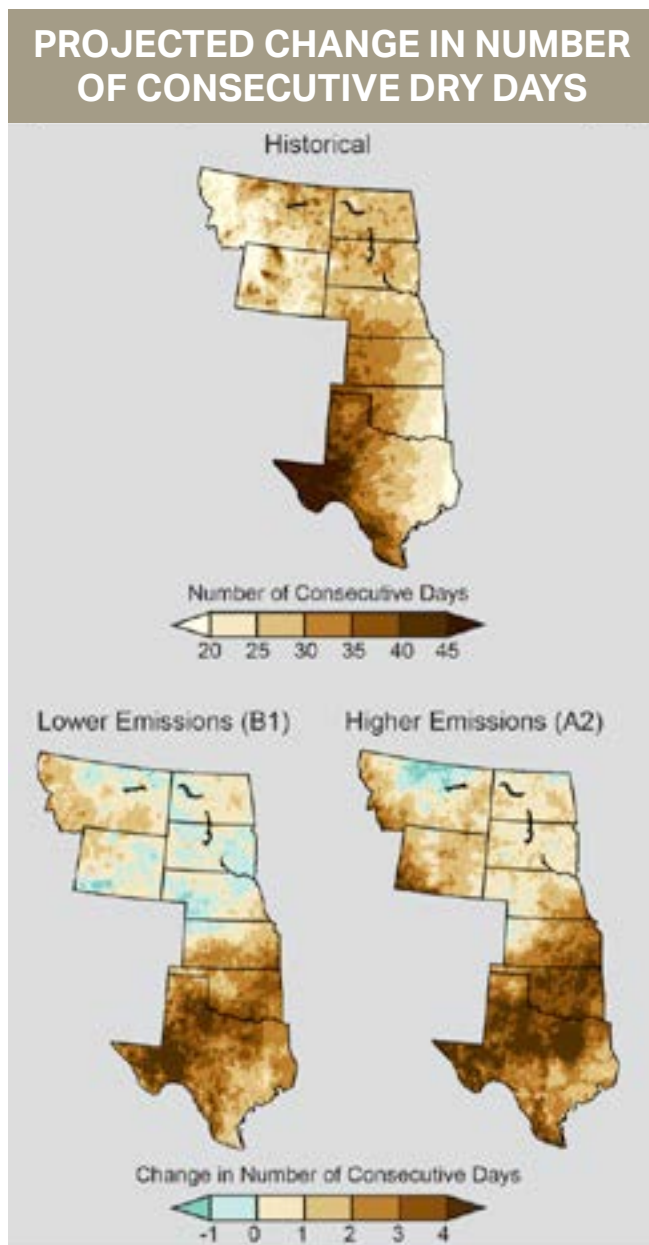 PROJECTED CHANGE IN NUMBER
OF CONSECUTIVE DRY DAYS
Historical
Number of Consecutive Days
20 25 30 35 40 45
Lower Emissions (B1)
Higher Emissions (A2)
Change in Number of Consecutive Days
-1 0 1 2 3 4